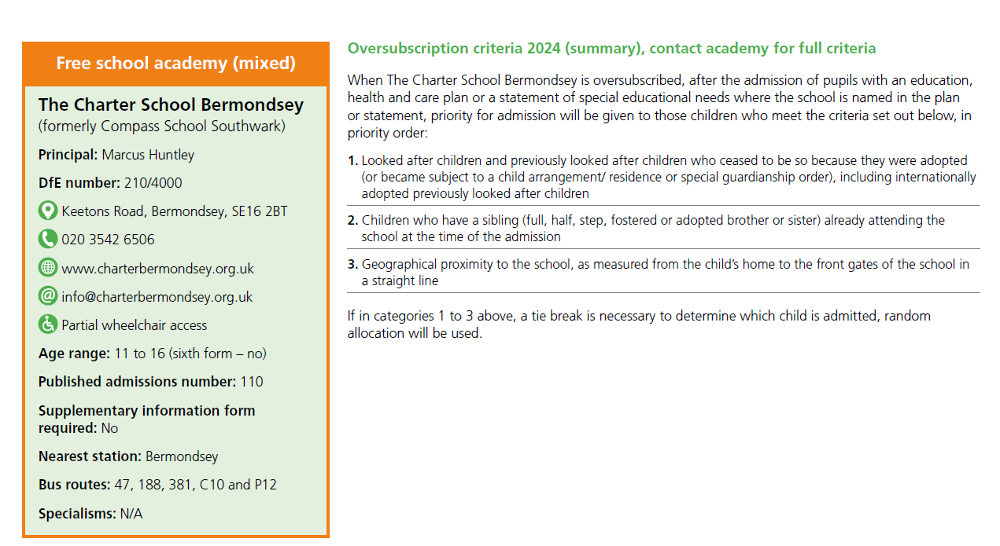 Free school academy (mixed)
The Charter School Bermondsey
(formerly Compass School Southwark)
Principal: Marcus Huntley
DfE number: 210/4000
Keetons Road, Bermondsey, SE16 2BT
020 3542 6506
www.charterbermondsey.org.uk
@ info@charterbermondsey.org.uk
Partial wheelchair access
Age range: 11 to 16 (sixth form – no)
Published admissions number: 110
Supplementary information form
required: No
Nearest station: Bermondsey
Bus routes: 47, 188, 381, C10 and P12
Specialisms: N/A
Oversubscription criteria 2024 (summary), contact academy for full criteria
When The Charter School Bermondsey is oversubscribed, after the admission of pupils with an education,
health and care plan or a statement of special educational needs where the school is named in the plan
or statement, priority for admission will be given to those children who meet the criteria set out below, in
priority order:
1. Looked after children and previously looked after children who ceased to be so because they were adopted
(or became subject to a child arrangement/ residence or special guardianship order), including internationally
adopted previously looked after children
2. Children who have a sibling (full, half, step, fostered or adopted brother or sister) already attending the
school at the time of the admission
3. Geographical proximity to the school, as measured from the child’s home to the front gates of the school in
a straight line
If in categories 1 to 3 above, a tie break is necessary to determine which child is admitted, random
allocation will be used.